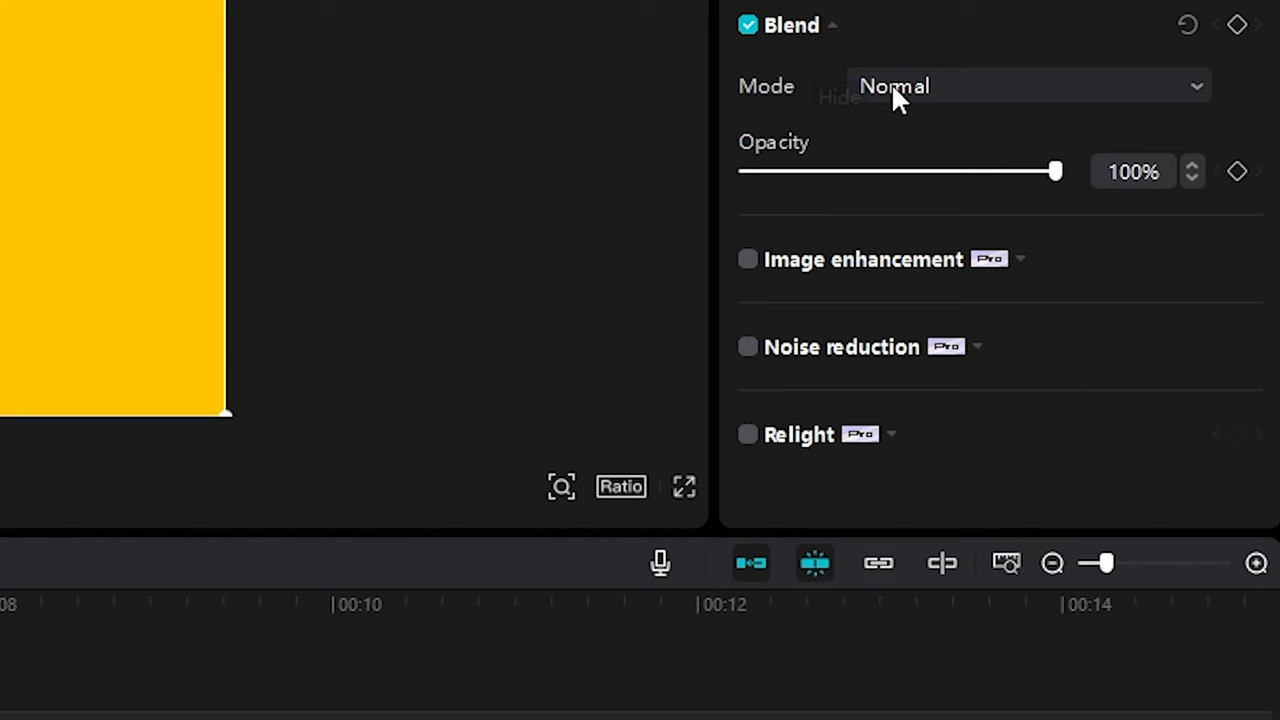 Blend
Mode Normal
Hide
Opacity
100%
Image enhancement Pro
Noise reduction Pro
Relight Pro
Ratio
08 00:10 00:12 00:14